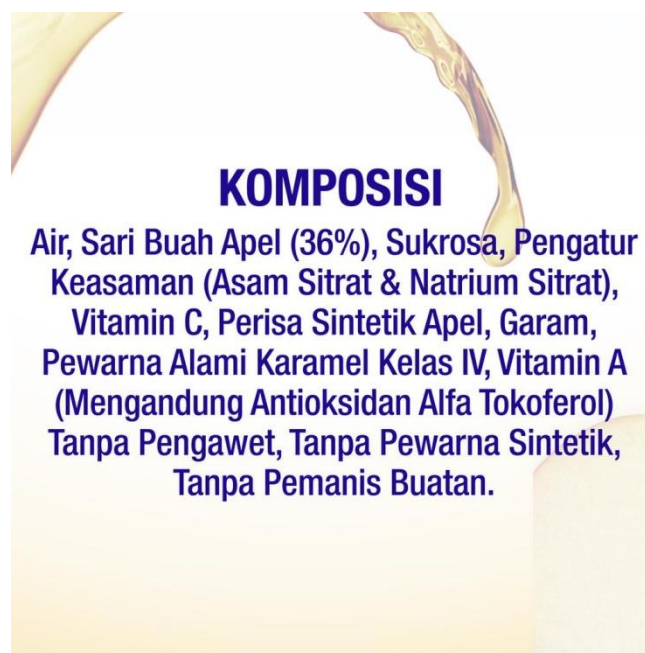 KOMPOSISI
Air, Sari Buah Apel (36%), Sukrosa, Pengatur
Keasaman (Asam Sitrat & Natrium Sitrat),
Vitamin C, Perisa Sintetik Apel, Garam,
Pewarna Alami Karamel Kelas IV, Vitamin A
(Mengandung Antioksidan Alfa Tokoferol)
Tanpa Pengawet, Tanpa Pewarna Sintetik,
Tanpa Pemanis Buatan.